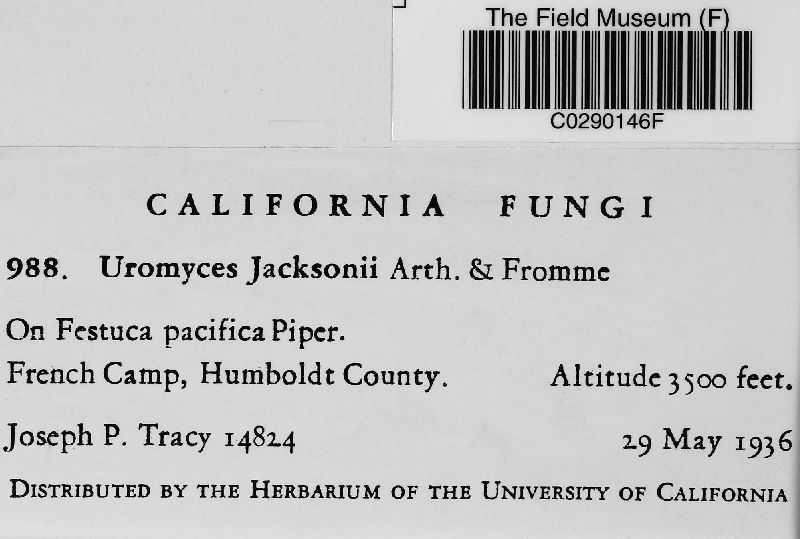 The Field Museum (F)
C0290146F
CALIFORNIA FUNGI
988. Uromyces Jacksonii Arth. & Fromme
On Festuca pacifica Piper.
French Camp, Humboldt County. Altitude 3500 feet.
Joseph P. Tracy 14824 29 May 1936
DISTRIBUTED BY THE HERBARIUM OF THE UNIVERSITY OF CALIFORNIA